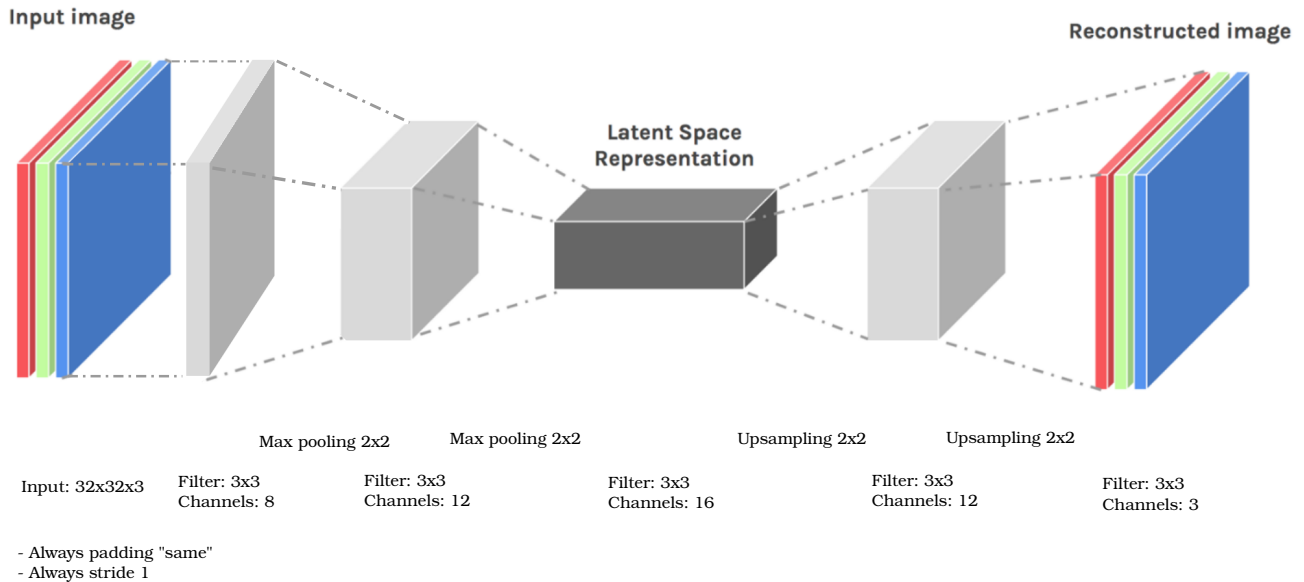 Input image
Reconstructed image
Latent Space
Representation
Max pooling 2x2
Max pooling 2x2
Upsampling 2x2
Upsampling 2x2
Input: 32x32x3
Filter: 3x3
Channels: 8
Filter: 3x3
Channels: 12
Filter: 3x3
Channels: 16
Filter: 3x3
Channels: 12
Filter: 3x3
Channels: 3
- Always padding "same"
- Always stride 1